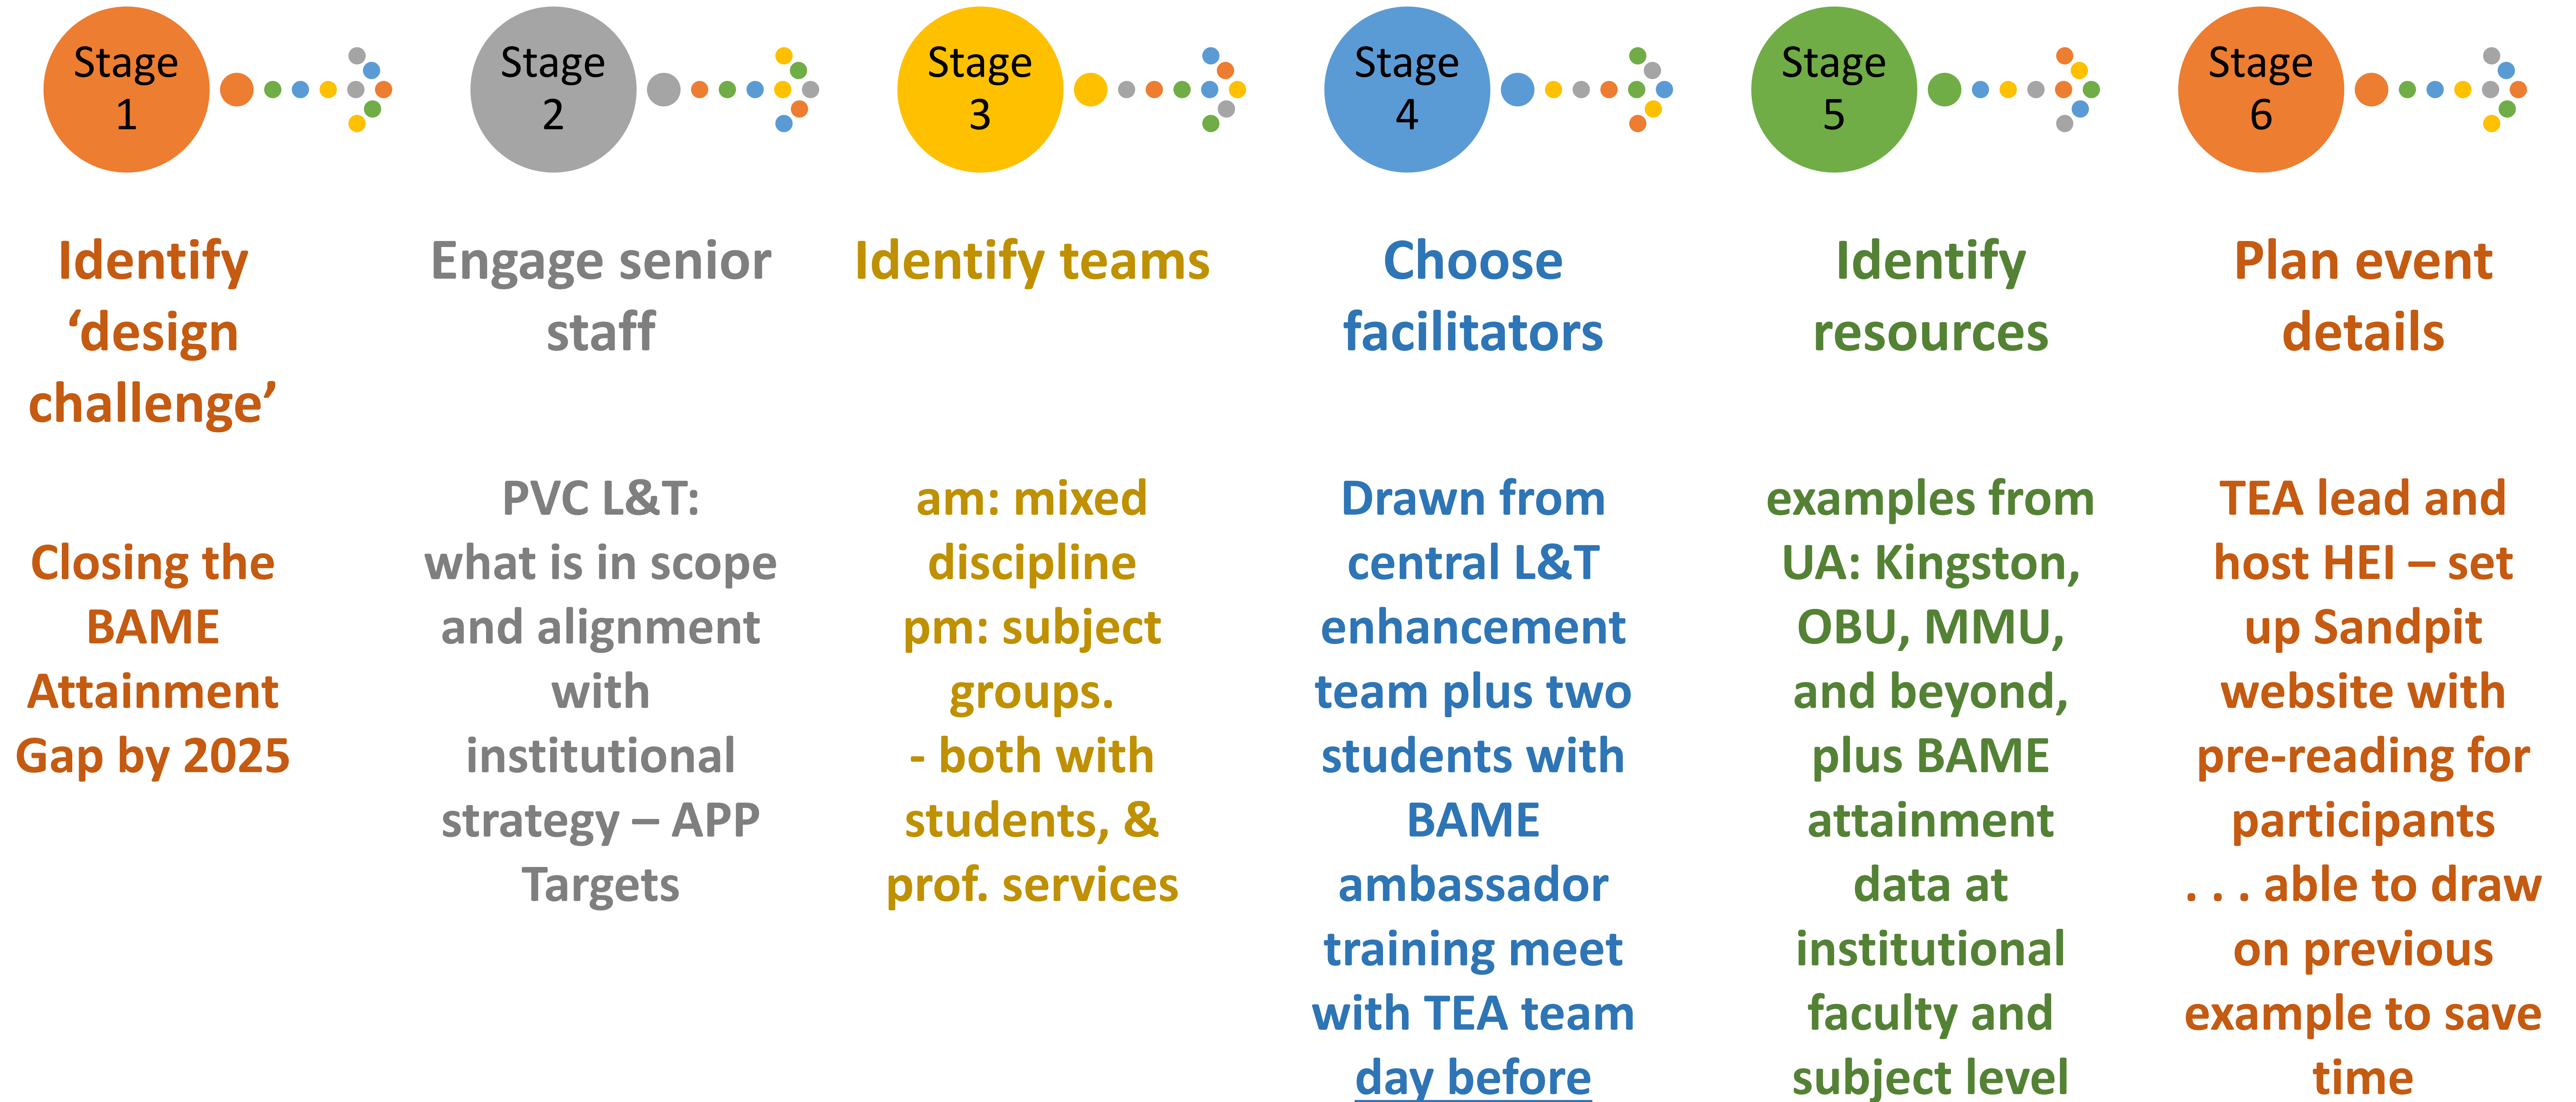 Stage
1
Stage
2
Stage
3
Stage
4
Stage
5
Stage
6
Identify
‘design
challenge’
Engage senior
staff
Identify teams
Choose
facilitators
Identify
resources
Plan event
details
Closing the
BAME
Attainment
Gap by 2025
PVC L&T:
what is in scope
and alignment
with
institutional
strategy – APP
Targets
am: mixed
discipline
pm: subject
groups.
- both with
students, &
prof. services
Drawn from
central L&T
enhancement
team plus two
students with
BAME
ambassador
training meet
with TEA team
day before
examples from
UA: Kingston,
OBU, MMU,
and beyond,
plus BAME
attainment
data at
institutional
faculty and
subject level
TEA lead and
host HEI – set
up Sandpit
website with
pre-reading for
participants
. . . able to draw
on previous
example to save
time